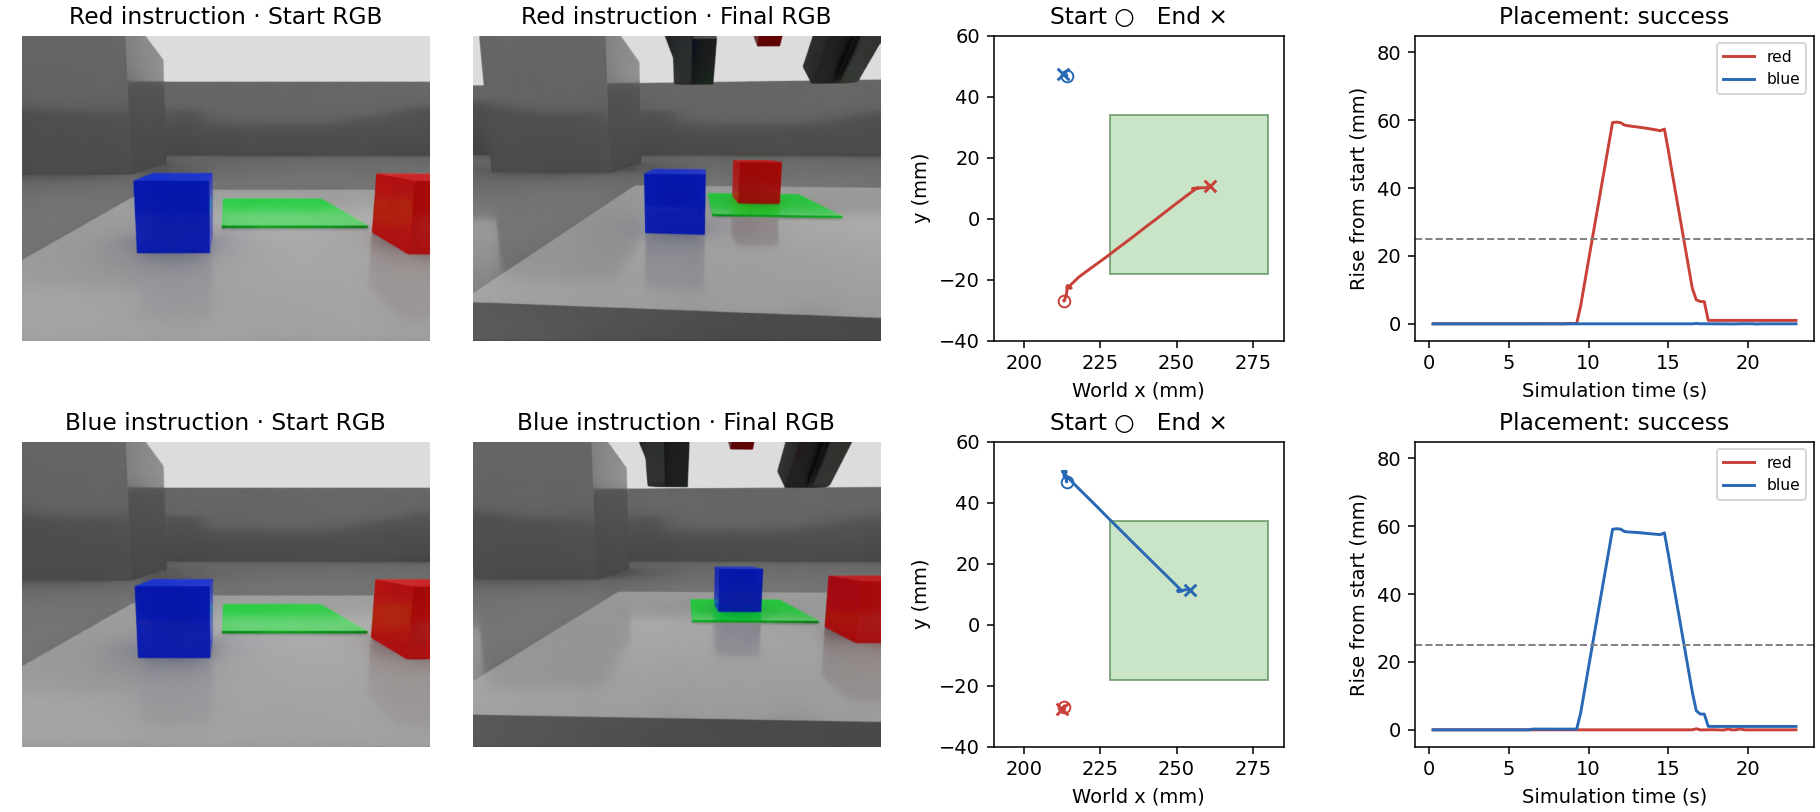 Red instruction · Start RGB
Red instruction · Final RGB
Start ○ End ×
Placement: success
60
40
20
0
−20
−40
y (mm)
200 225 250 275
World x (mm)
80
60
40
20
0
Rise from start (mm)
red
blue
0 5 10 15 20
Simulation time (s)
Blue instruction · Start RGB
Blue instruction · Final RGB
Start ○ End ×
Placement: success
60
40
20
0
−20
−40
y (mm)
200 225 250 275
World x (mm)
80
60
40
20
0
Rise from start (mm)
red
blue
0 5 10 15 20
Simulation time (s)